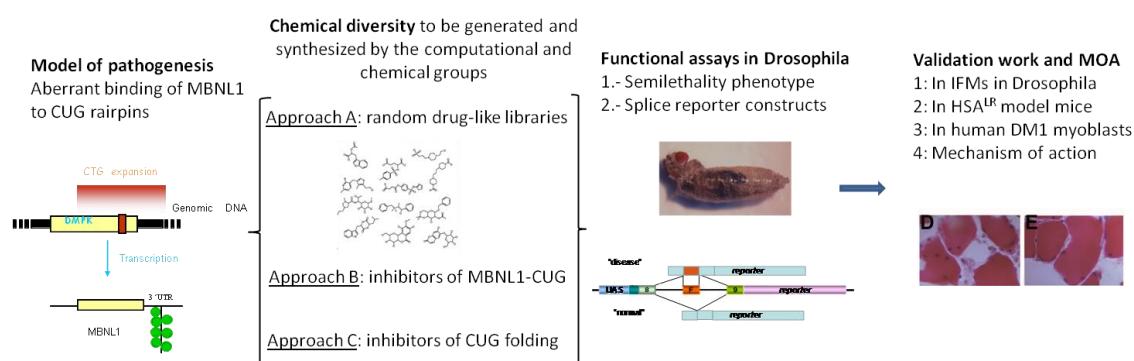 Model of pathogenesis
Aberrant binding of MBNL1
to CUG rairpins
CTG expansion
DMPK
Genomic DNA
Transcription
3 'UTR
MBNL1
Chemical diversity to be generated and
synthesized by the computational and
chemical groups
Approach A: random drug-like libraries
Approach B: inhibitors of MBNL1-CUG
Approach C: inhibitors of CUG folding
Functional assays in Drosophila
1.- Semilethality phenotype
2.- Splice reporter constructs
"disease"
reporter
UAS
reporter
"normal"
reporter
Validation work and MOA
1: In IFMs in Drosophila
2: In HSA^LR model mice
3: In human DM1 myoblasts
4: Mechanism of action
D
E